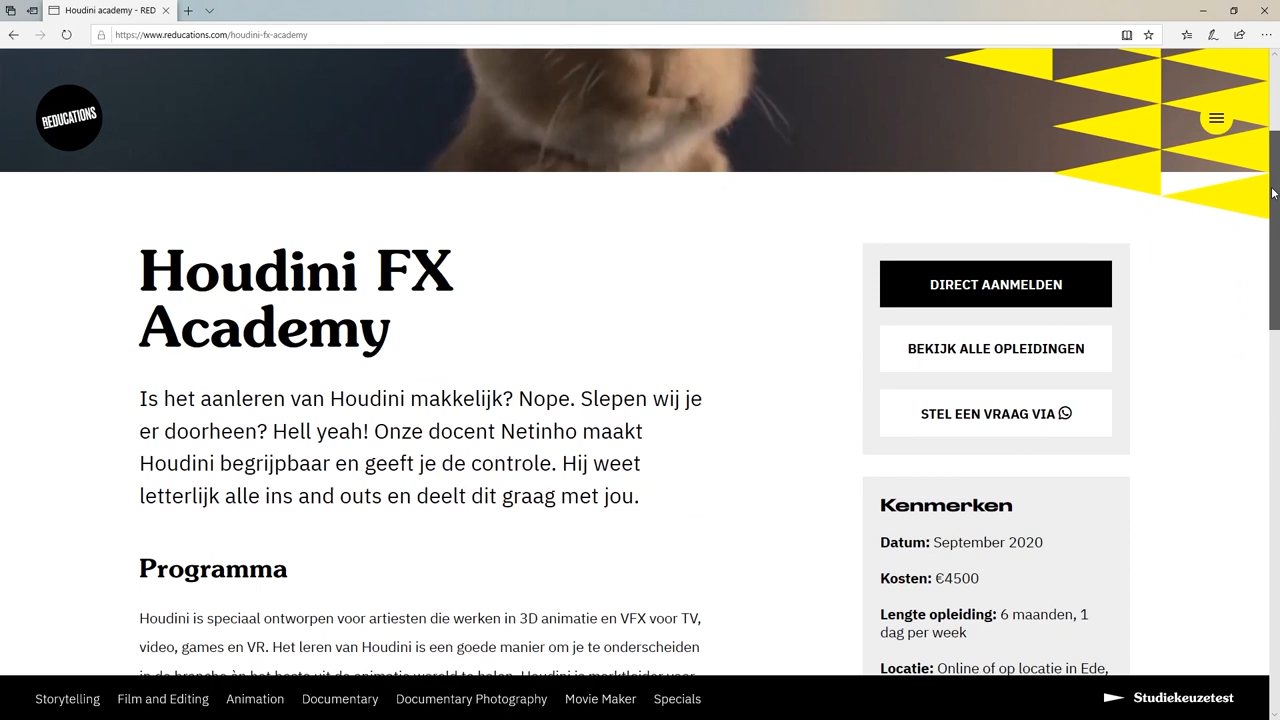 Houdini academy - RED
https://www.reducations.com/houdini-fx-academy
REDUCATIONS
Houdini FX
Academy
Is het aanleren van Houdini makkelijk? Nope. Slepen wij je
er doorheen? Hell yeah! Onze docent Netinho maakt
Houdini begrijpbaar en geeft je de controle. Hij weet
letterlijk alle ins and outs en deelt dit graag met jou.
Programma
Houdini is speciaal ontworpen voor artiesten die werken in 3D animatie en VFX voor TV,
video, games en VR. Het leren van Houdini is een goede manier om je te onderscheiden
DIRECT AANMELDEN
BEKIJK ALLE OPLEIDINGEN
STEL EEN VRAAG VIA
Kenmerken
Datum: September 2020
Kosten: €4500
Lengte opleiding: 6 maanden, 1
dag per week
Locatie: Online of op locatie in Ede,
Storytelling Film and Editing Animation Documentary Documentary Photography Movie Maker Specials
Studiekeuzetest